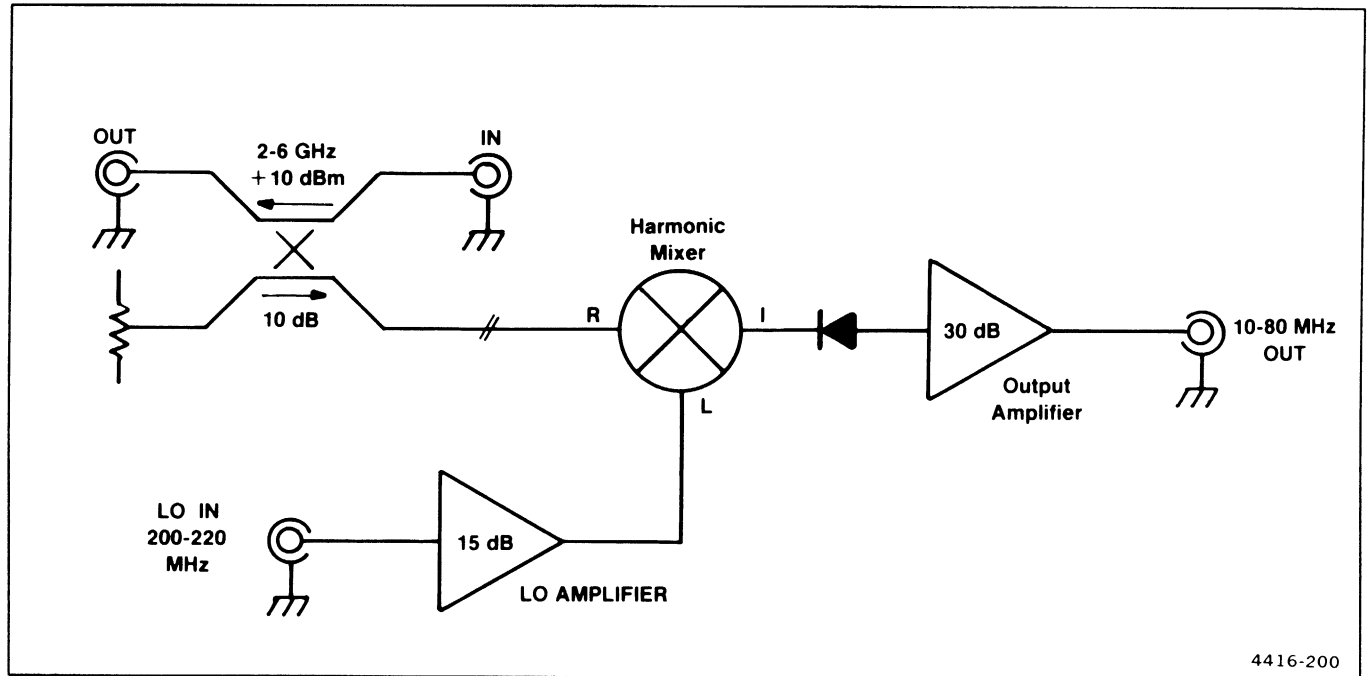 OUT
2-6 GHz
+10 dBm
IN
10 dB
Harmonic
Mixer
R
I
L
30 dB
Output
Amplifier
10-80 MHz
OUT
LO IN
200-220
MHz
15 dB
LO AMPLIFIER
4416-200